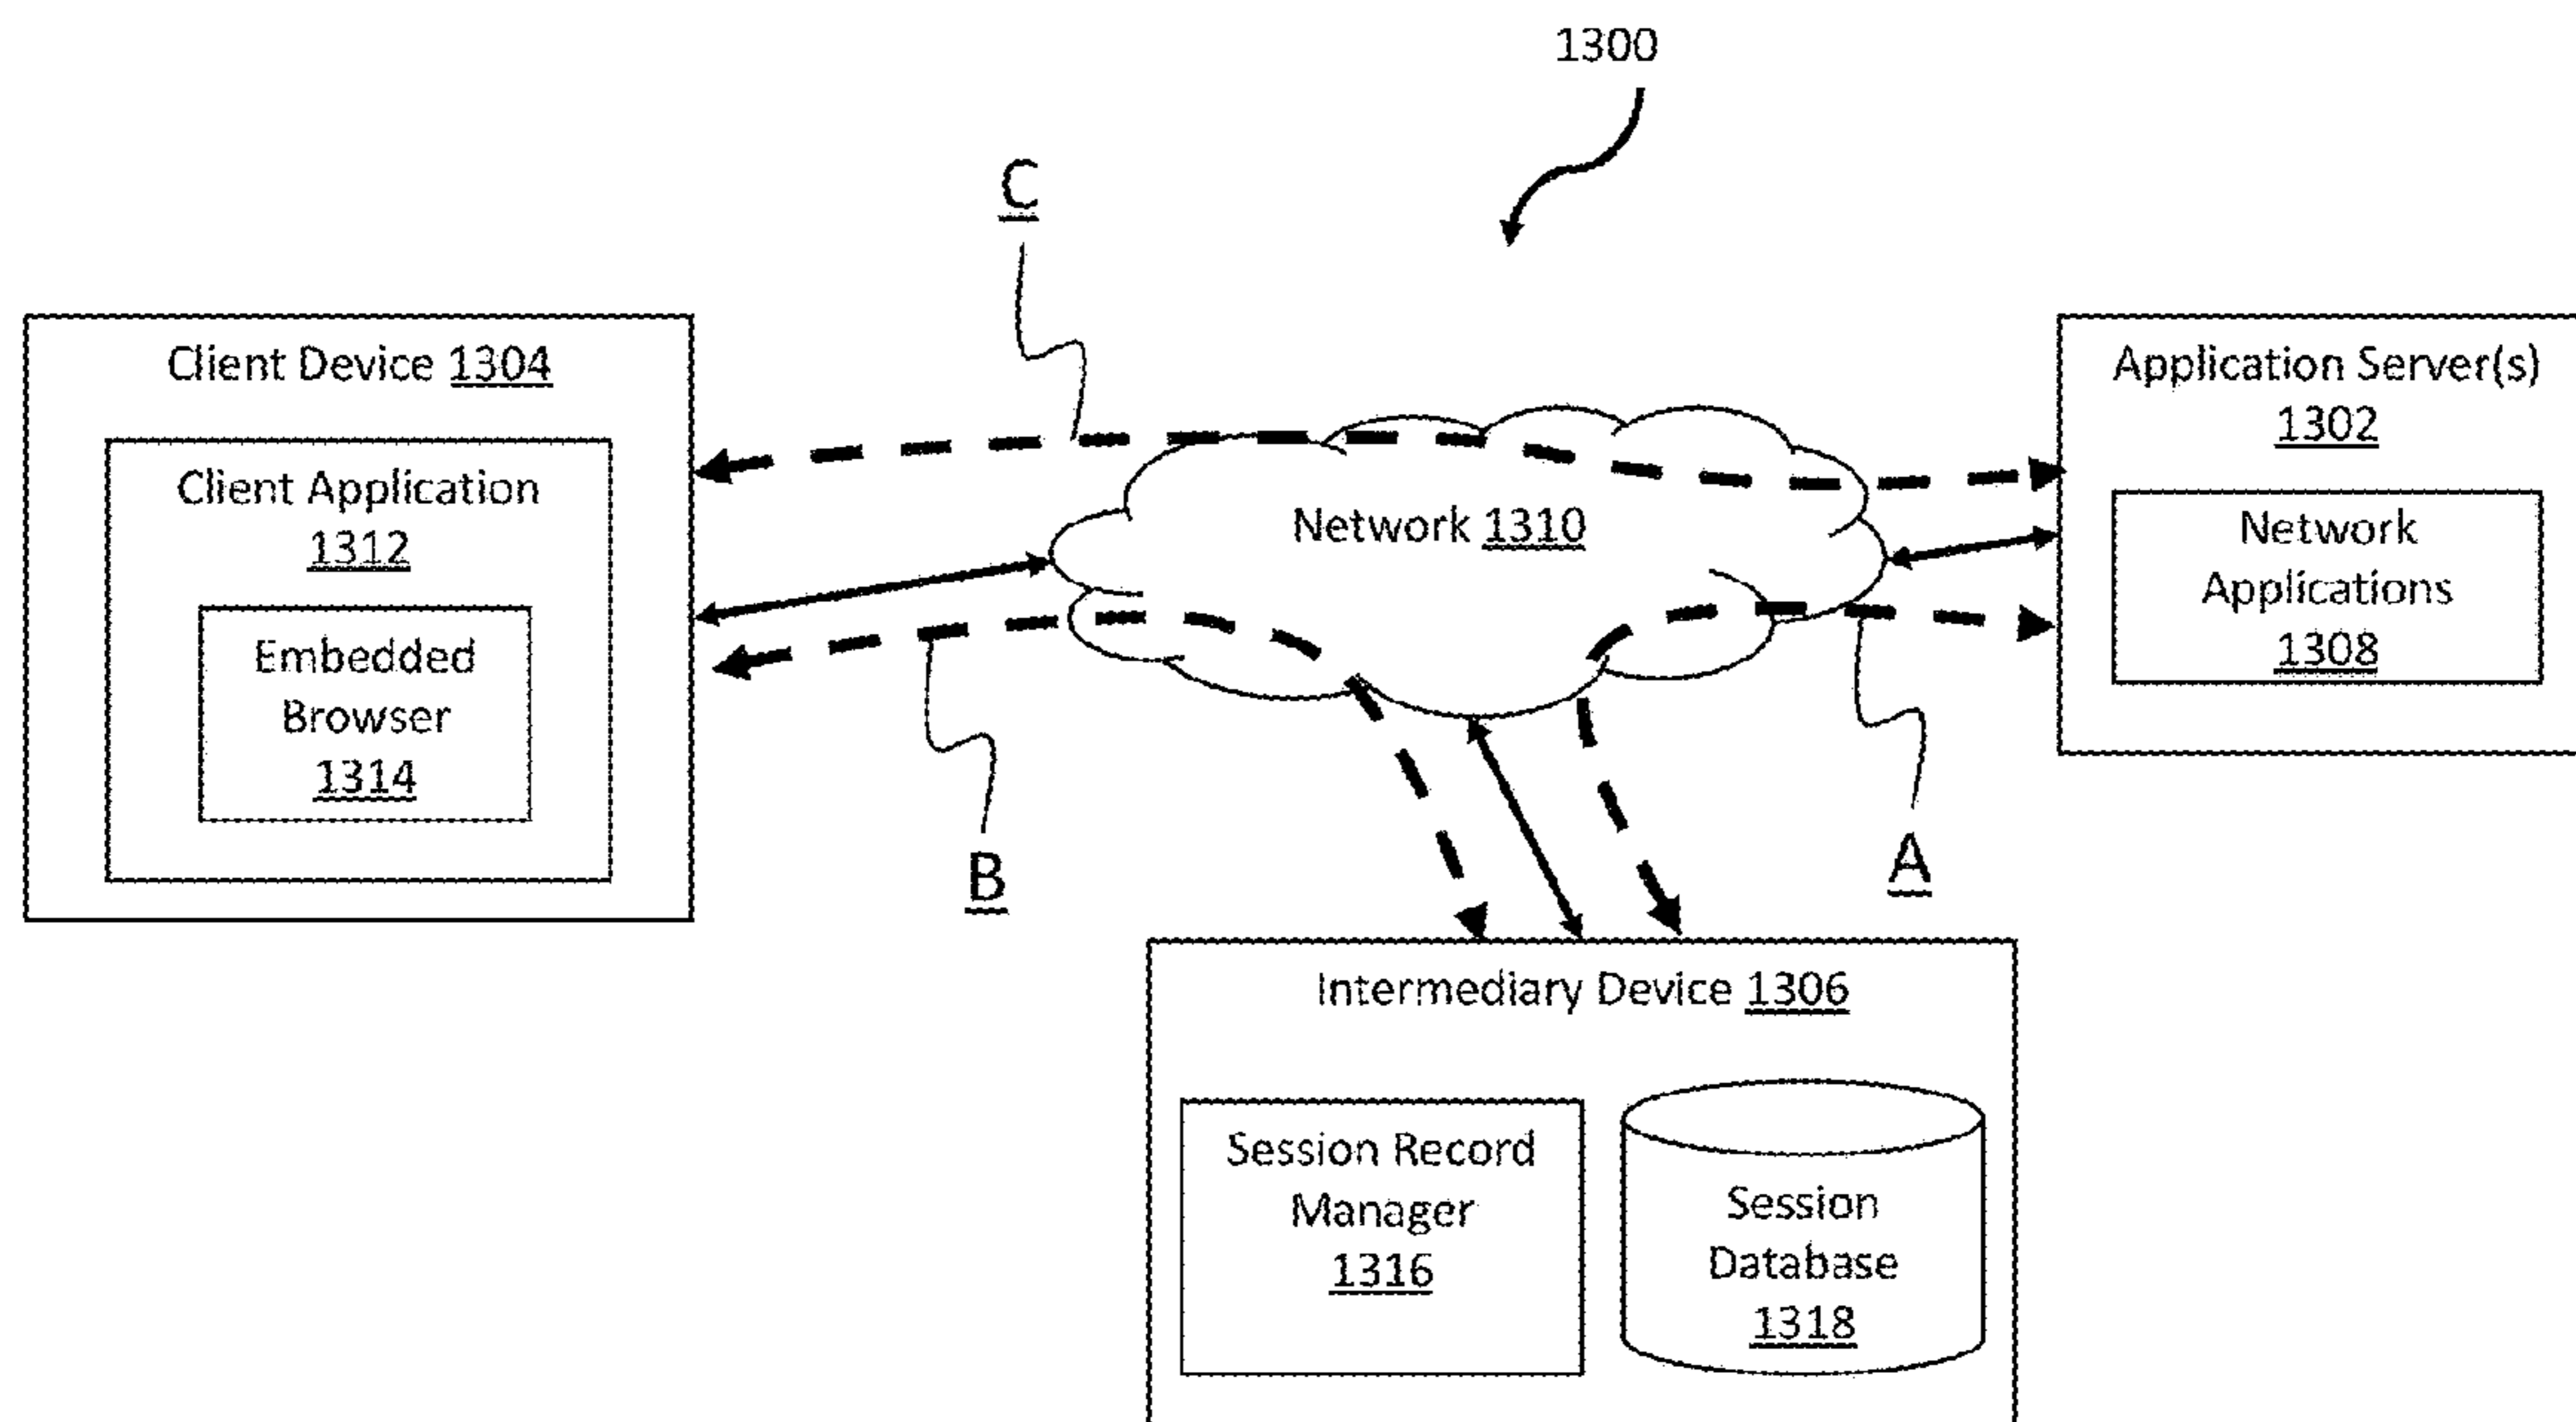 1300
C
Client Device 1304
Client Application
1312
Embedded
Browser
1314
Network 1310
Application Server(s)
1302
Network
Applications
1308
B
A
Intermediary Device 1306
Session Record
Manager
1316
Session
Database
1318